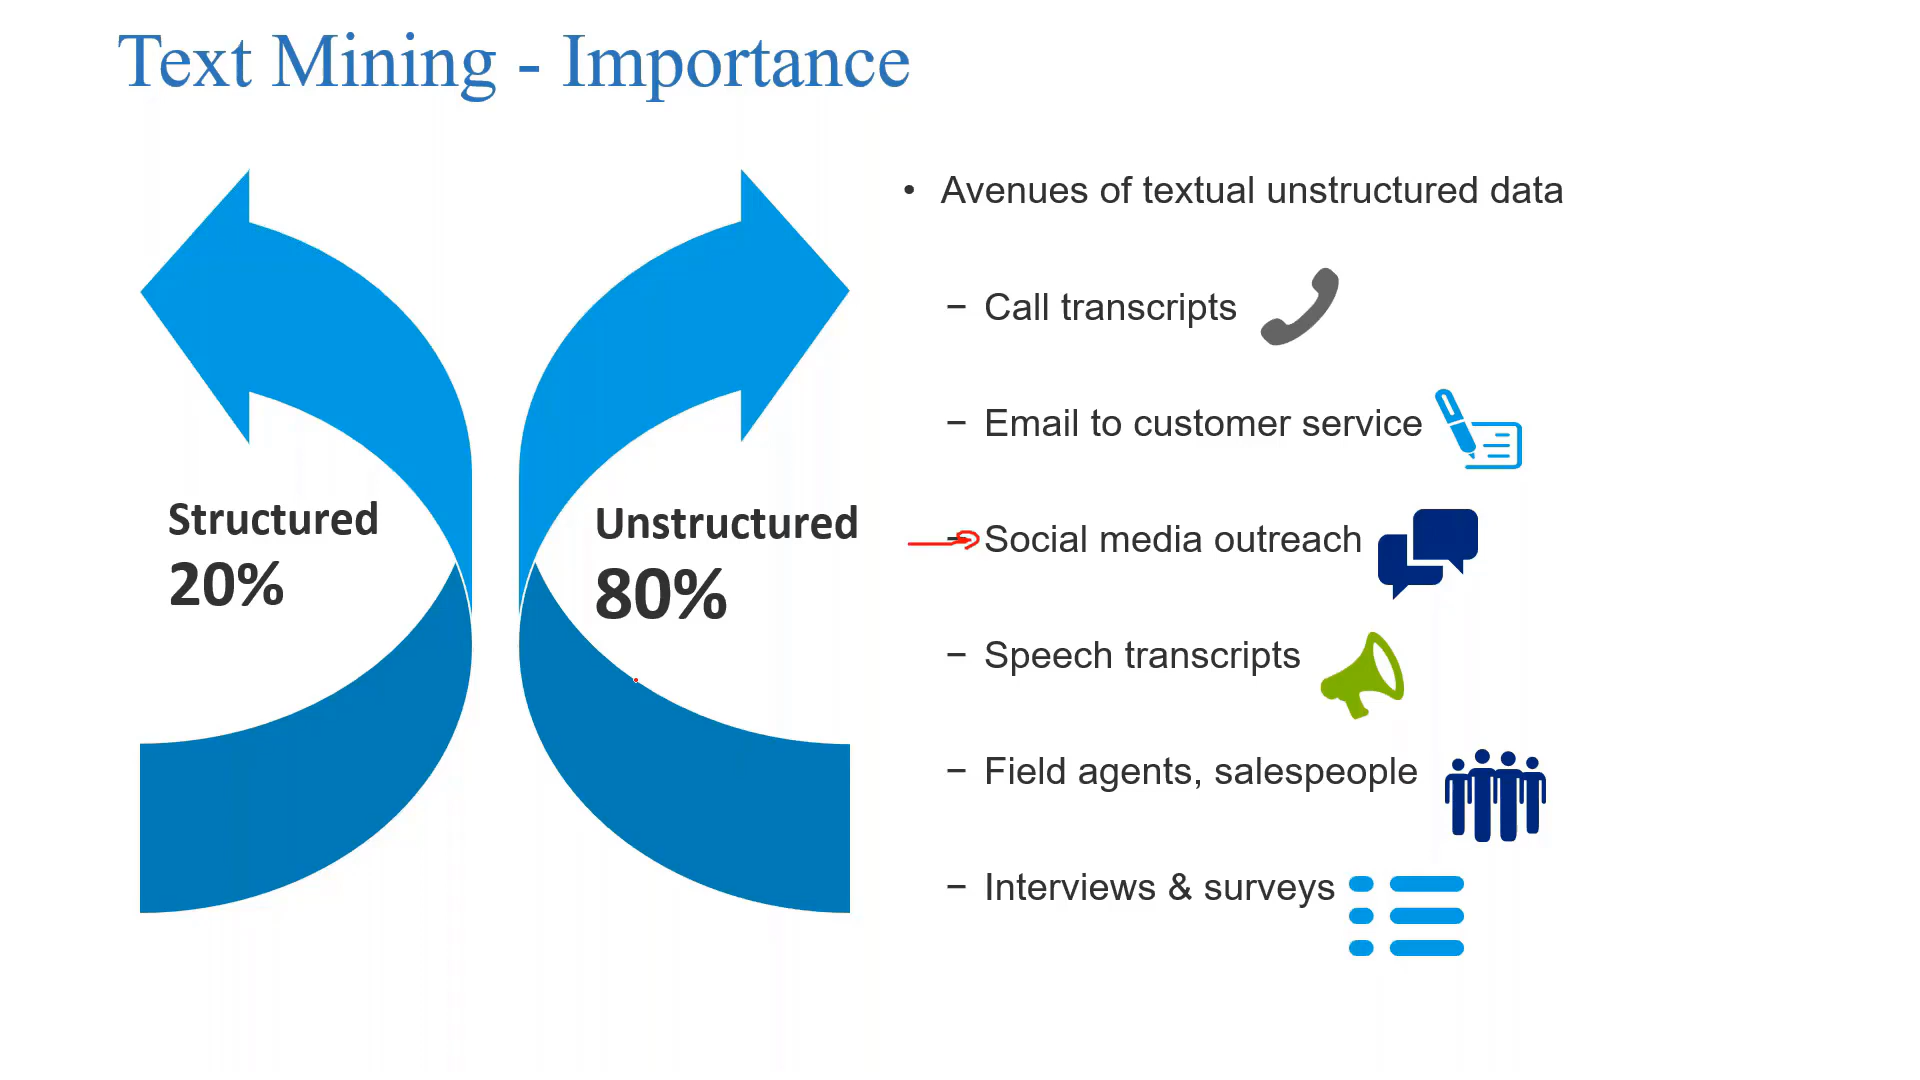 Text Mining - Importance
Structured
20%
Unstructured
80%
• Avenues of textual unstructured data
– Call transcripts
– Email to customer service
– Social media outreach
– Speech transcripts
– Field agents, salespeople
– Interviews & surveys